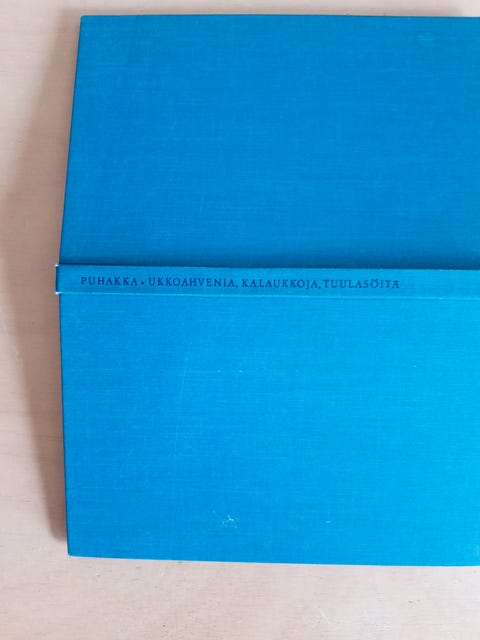 PUHAKKA • UKKOAHVENIA, KALAUKKOJA, TUULASÖITÄ